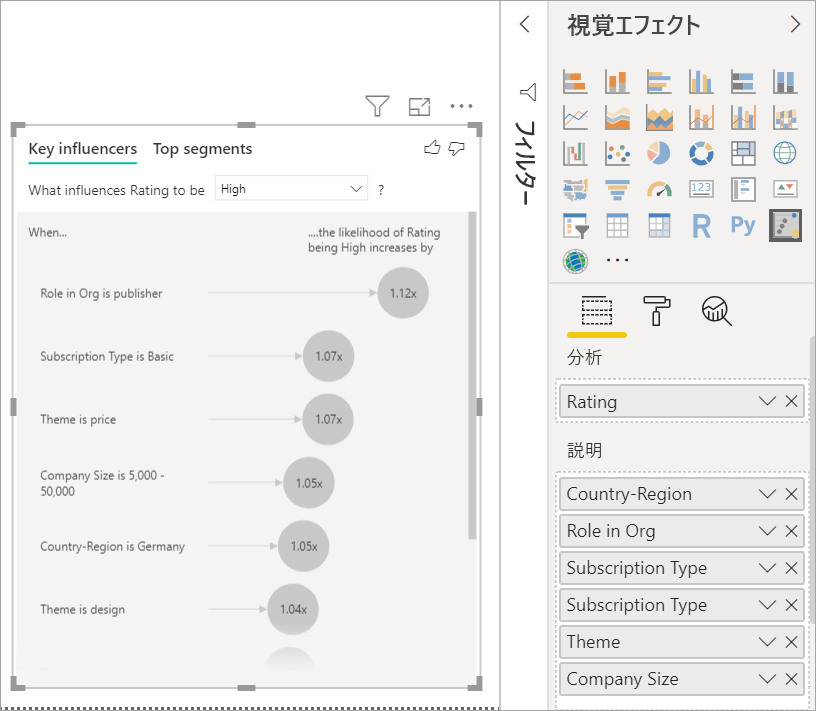 Key influencers Top segments
What influences Rating to be High ?
When...
....the likelihood of Rating
being High increases by
Role in Org is publisher 1.12x
Subscription Type is Basic 1.07x
Theme is price 1.07x
Company Size is 5,000 -
50,000
1.05x
Country-Region is Germany 1.05x
Theme is design 1.04x
フィルター
視覚エフェクト
123
R Py
分析
Rating
説明
Country-Region
Role in Org
Subscription Type
Subscription Type
Theme
Company Size